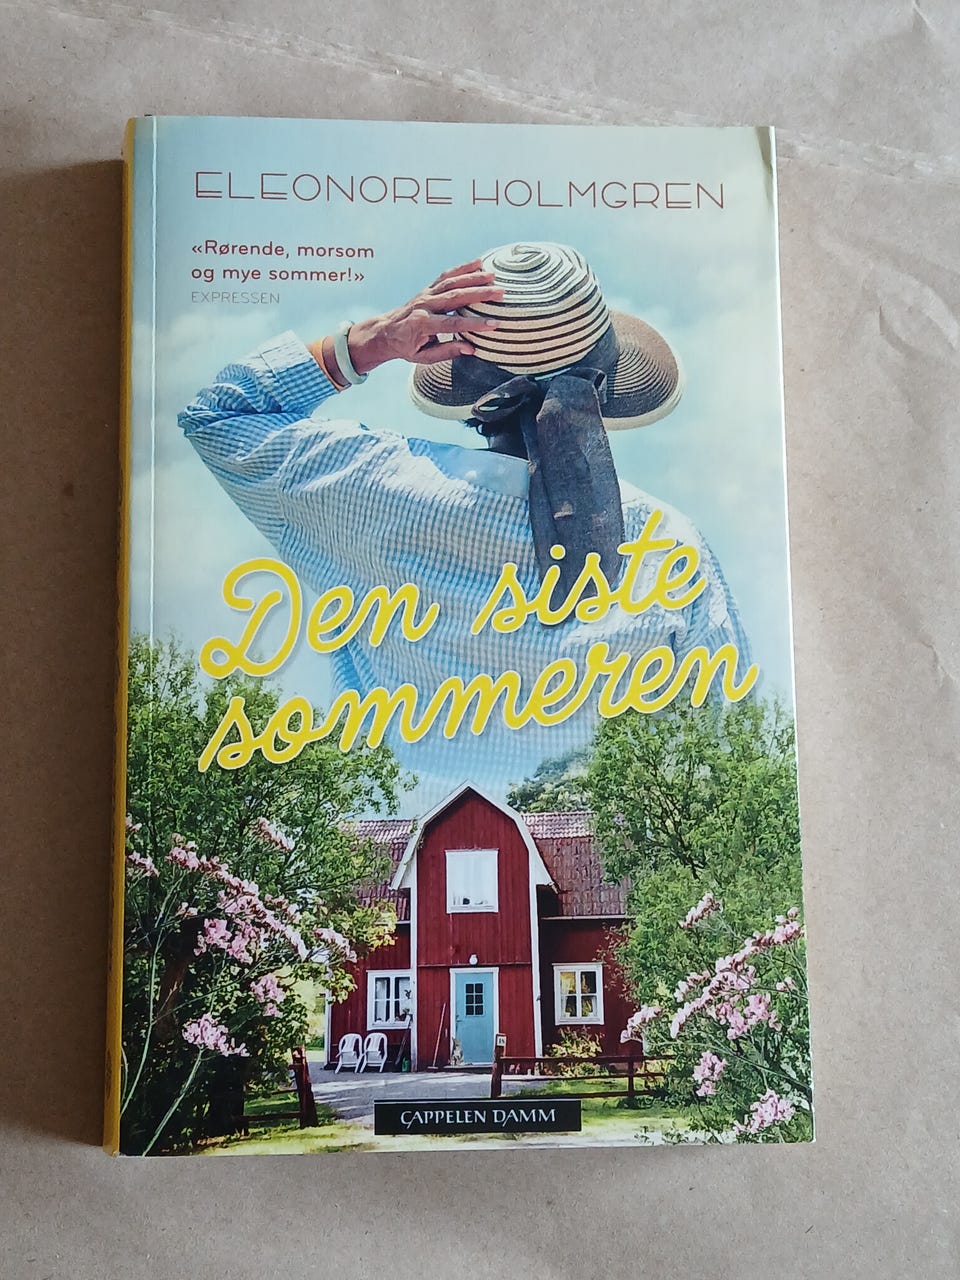 ELEONORE HOLMGREN
«Rørende, morsom
og mye sommer!»
EXPRESSEN
Den siste
sommeren
CAPPELEN DAMM